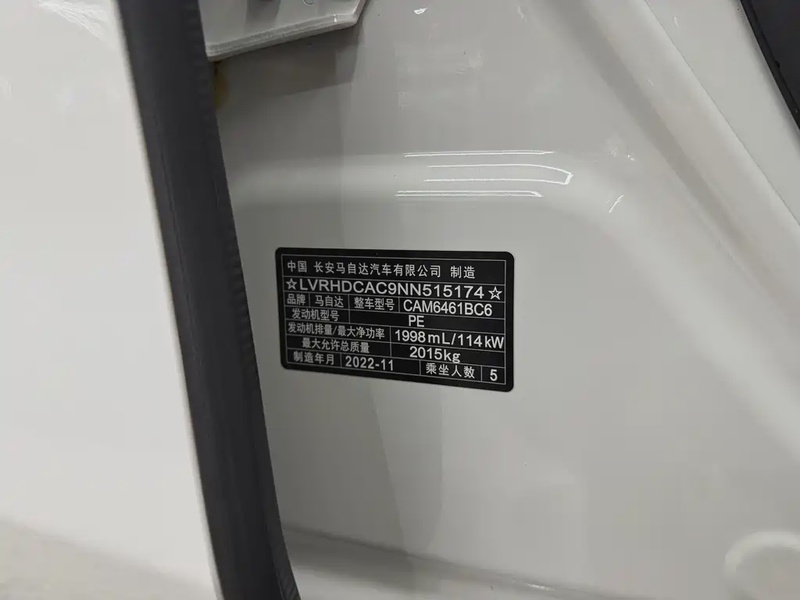 中国 长安马自达汽车有限公司 制造
☆LVRHDCAC9NN515174☆
品牌 马自达 整车型号 CAM6461BC6
发动机型号 PE
发动机排量/最大净功率 1998mL/114kW
最大允许总质量 2015kg
制造年月 2022-11 乘坐人数 5